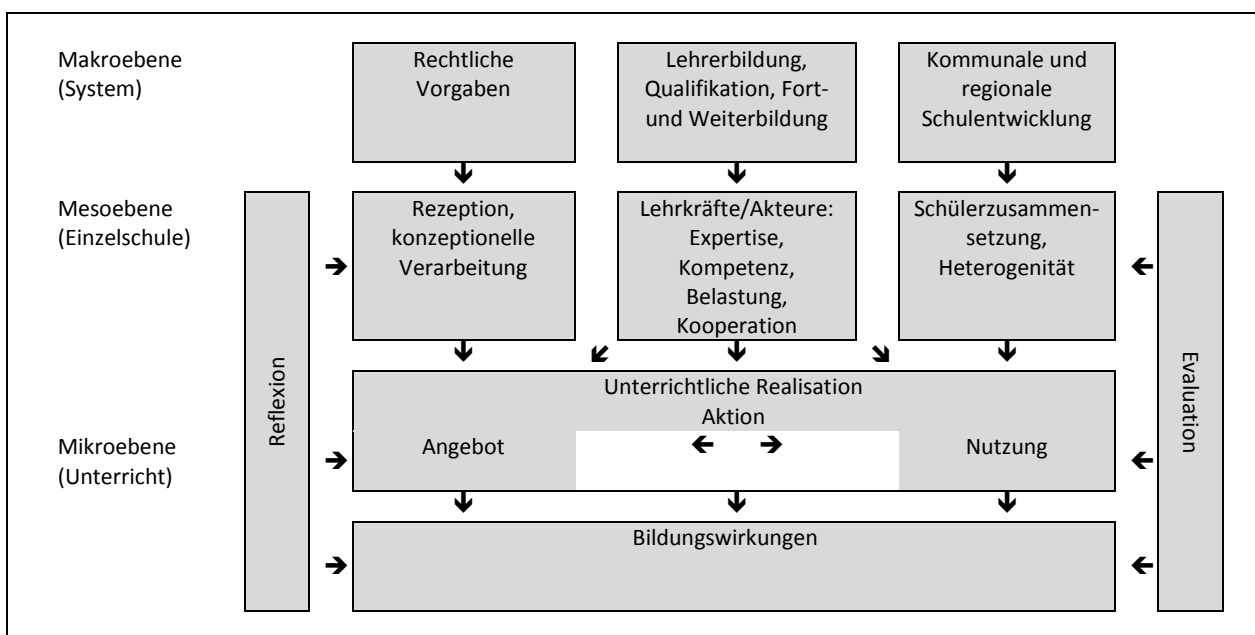 Makroebene
(System)
Rechtliche
Vorgaben
Lehrerbildung,
Qualifikation, Fort-
und Weiterbildung
Kommunale und
regionale
Schulentwicklung
Mesoebene
(Einzelschule)
Rezeption,
konzeptionelle
Verarbeitung
Lehrkräfte/Akteure:
Expertise,
Kompetenz,
Belastung,
Kooperation
Schülerzusammen-
setzung,
Heterogenität
Reflexion
Evaluation
Unterrichtliche Realisation
Aktion
Mikroebene
(Unterricht)
Angebot
Nutzung
Bildungswirkungen